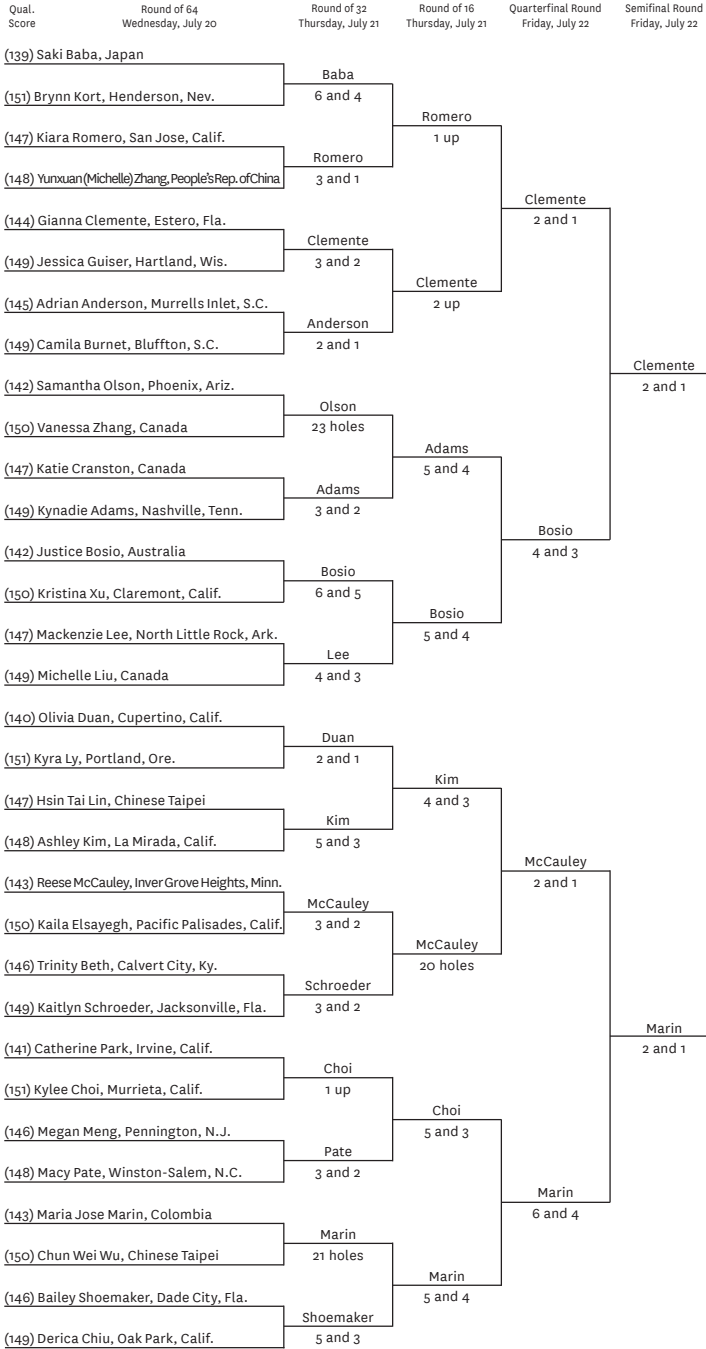 Qual. Score
Round of 64
Wednesday, July 20
Round of 32
Thursday, July 21
Round of 16
Thursday, July 21
Quarterfinal Round
Friday, July 22
Semifinal Round
Friday, July 22
(139) Saki Baba, Japan
(151) Brynn Kort, Henderson, Nev.
(147) Kiara Romero, San Jose, Calif.
(148) Yunxuan (Michelle) Zhang, People's Rep. of China
(144) Gianna Clemente, Estero, Fla.
(149) Jessica Guiser, Hartland, Wis.
(145) Adrian Anderson, Murrells Inlet, S.C.
(149) Camila Burnet, Bluffton, S.C.
(142) Samantha Olson, Phoenix, Ariz.
(150) Vanessa Zhang, Canada
(147) Katie Cranston, Canada
(149) Kynadie Adams, Nashville, Tenn.
(142) Justice Bosio, Australia
(150) Kristina Xu, Claremont, Calif.
(147) Mackenzie Lee, North Little Rock, Ark.
(149) Michelle Liu, Canada
(140) Olivia Duan, Cupertino, Calif.
(151) Kyra Ly, Portland, Ore.
(147) Hsin Tai Lin, Chinese Taipei
(148) Ashley Kim, La Mirada, Calif.
(143) Reese McCauley, Inver Grove Heights, Minn.
(150) Kaila Elsayegh, Pacific Palisades, Calif.
(146) Trinity Beth, Calvert City, Ky.
(149) Kaitlyn Schroeder, Jacksonville, Fla.
(141) Catherine Park, Irvine, Calif.
(151) Kylee Choi, Murrieta, Calif.
(146) Megan Meng, Pennington, N.J.
(148) Macy Pate, Winston-Salem, N.C.
(143) Maria Jose Marin, Colombia
(150) Chun Wei Wu, Chinese Taipei
(146) Bailey Shoemaker, Dade City, Fla.
(149) Derica Chiu, Oak Park, Calif.
Baba
6 and 4
Romero
3 and 1
Clemente
3 and 2
Anderson
2 and 1
Olson
23 holes
Adams
3 and 2
Bosio
6 and 5
Lee
4 and 3
Duan
2 and 1
Kim
5 and 3
McCauley
3 and 2
Schroeder
3 and 2
Choi
1 up
Pate
3 and 2
Marin
21 holes
Shoemaker
5 and 3
Romero
1 up
Clemente
2 up
Adams
5 and 4
Bosio
5 and 4
Kim
4 and 3
McCauley
20 holes
Choi
5 and 3
Marin
5 and 4
Clemente
2 and 1
Bosio
4 and 3
McCauley
2 and 1
Marin
6 and 4
Clemente
2 and 1
Marin
2 and 1